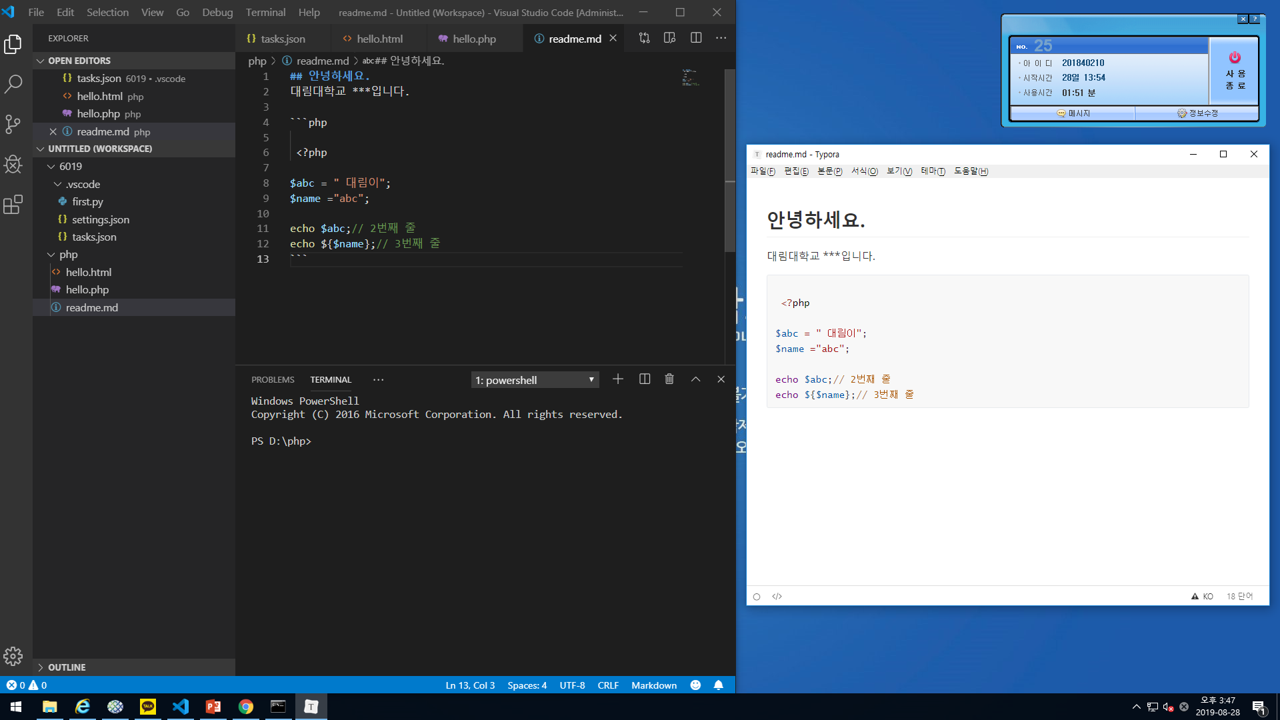 File Edit Selection View Go Debug Terminal Help readme.md - Untitled (Workspace) - Visual Studio Code [Administ...
EXPLORER
OPEN EDITORS
tasks.json 6019 • .vscode
hello.html php
hello.php php
readme.md php
UNTITLED (WORKSPACE)
6019
.vscode
first.py
settings.json
tasks.json
php
hello.html
hello.php
readme.md
OUTLINE
tasks.json hello.html hello.php readme.md
php > readme.md > abc ## 안녕하세요.
1 ## 안녕하세요.
2 대림대학교 ***입니다.
3
4 ```php
5
6 <?php
7
8 $abc = " 대림이";
9 $name ="abc";
10
11 echo $abc;// 2번째 줄
12 echo ${$name};// 3번째 줄
13 ```
PROBLEMS TERMINAL ... 1: powershell
Windows PowerShell
Copyright (C) 2016 Microsoft Corporation. All rights reserved.
PS D:\php>
0 0 Ln 13, Col 3 Spaces: 4 UTF-8 CRLF Markdown
NO. 25
아 이 디 201840210
시작시간 28일 13:54
사용시간 01:51 분
사 용
종 료
메시지 정보수정
readme.md - Typora
파일(F) 편집(E) 본문(P) 서식(O) 보기(V) 테마(T) 도움말(H)
안녕하세요.
대림대학교 ***입니다.
<?php
$abc = " 대림이";
$name ="abc";
echo $abc;// 2번째 줄
echo ${$name};// 3번째 줄
</> KO 18 단어
TALK
오후 3:47
2019-08-28
1